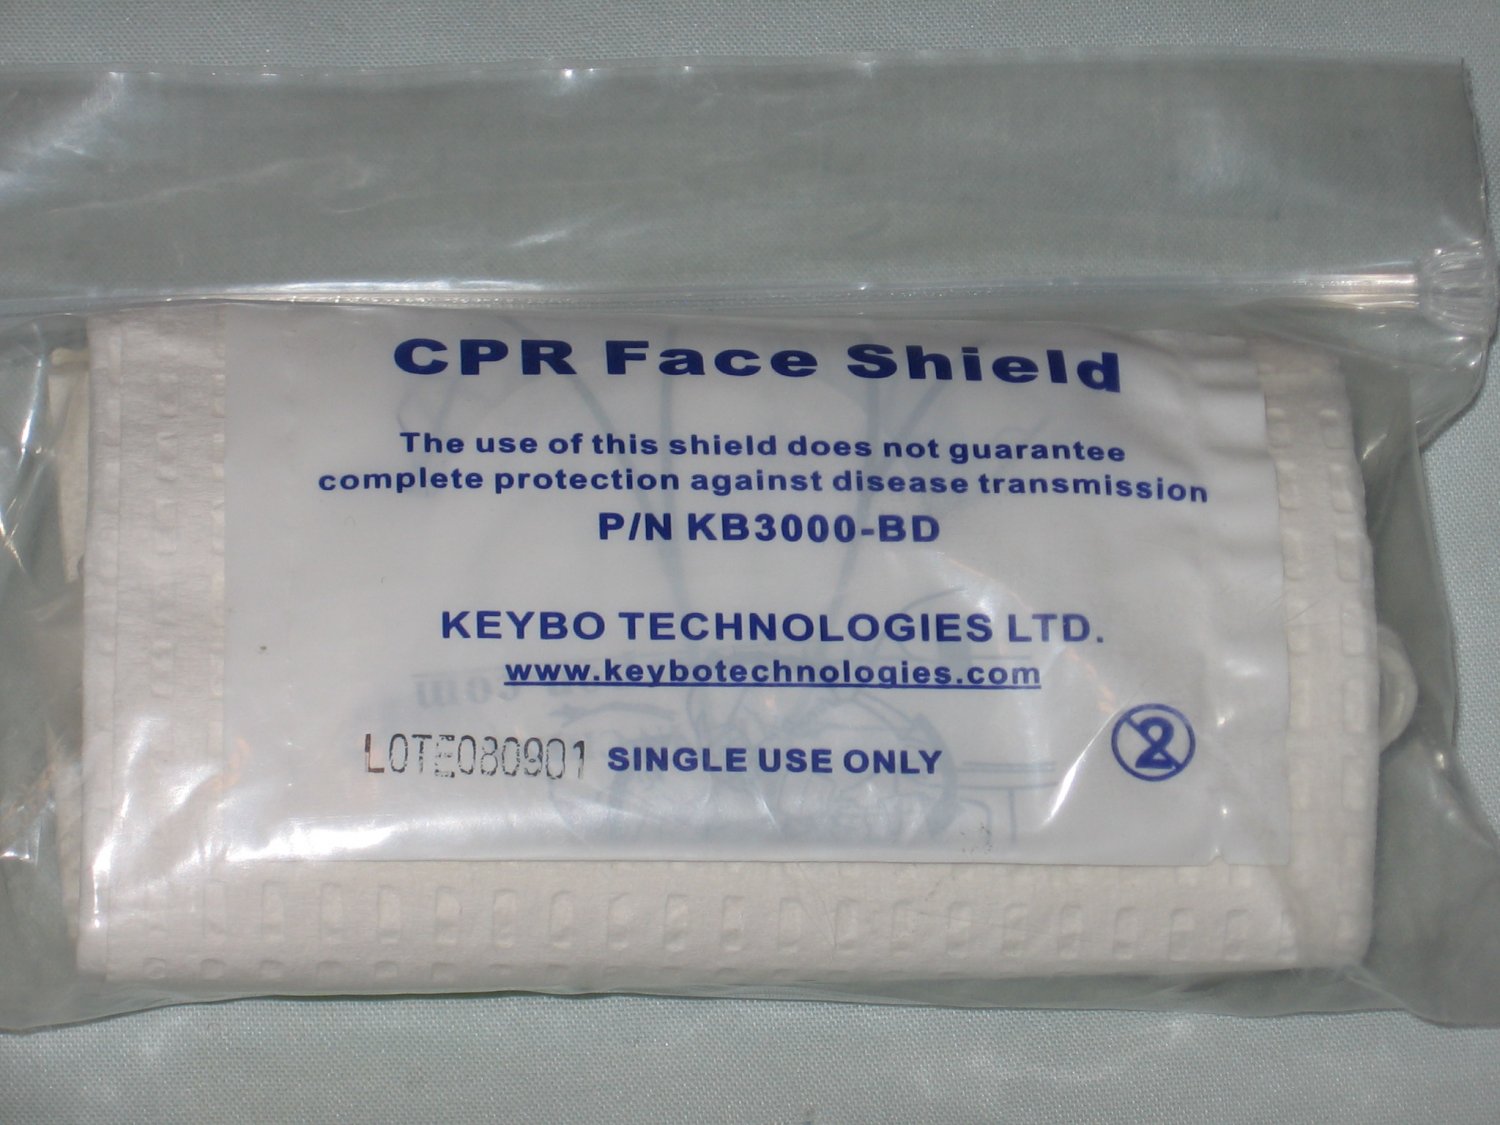 CPR Face Shield
The use of this shield does not guarantee
complete protection against disease transmission
P/N KB3000-BD
KEYBO TECHNOLOGIES LTD.
www.keybotechnologies.com
LOTE080901 SINGLE USE ONLY
2